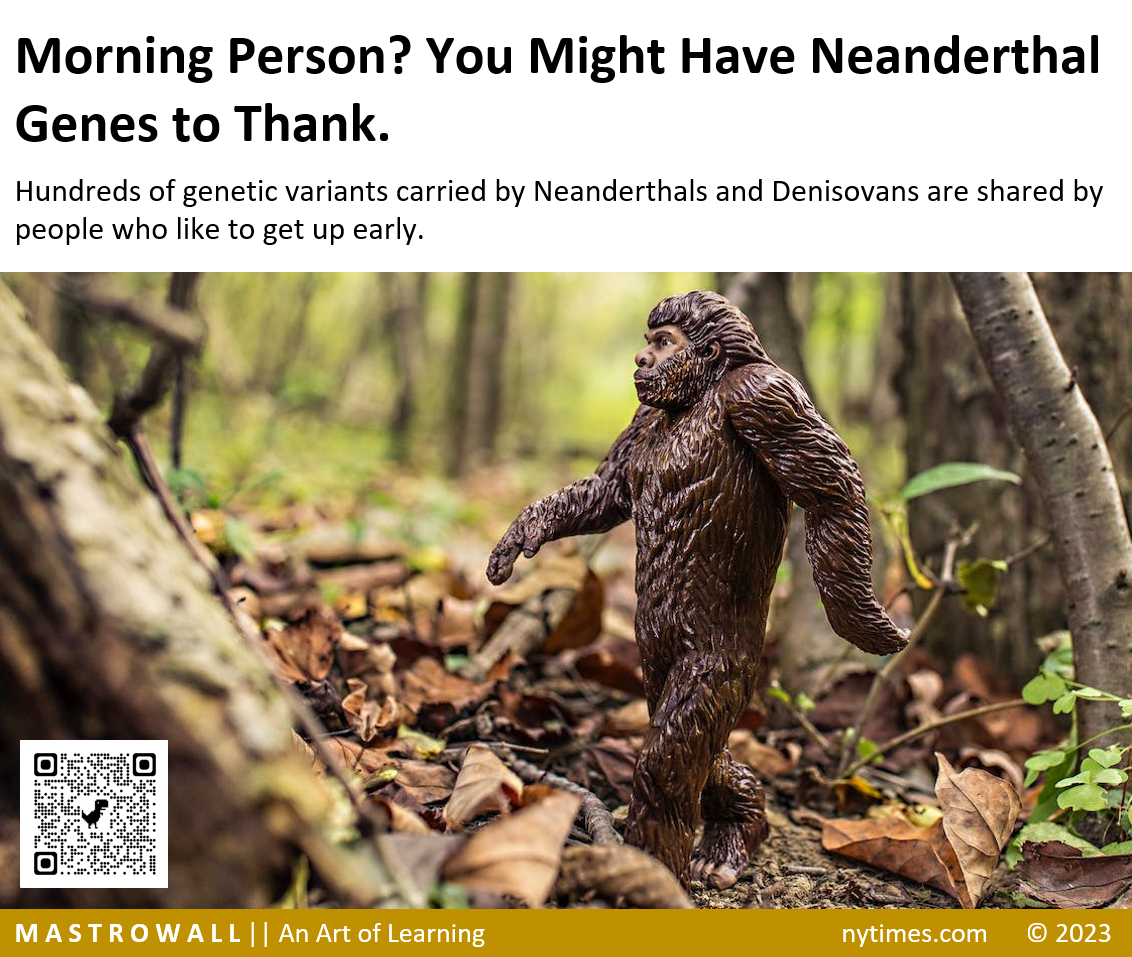 Morning Person? You Might Have Neanderthal
Genes to Thank.
Hundreds of genetic variants carried by Neanderthals and Denisovans are shared by
people who like to get up early.
MASTROWALL || An Art of Learning
nytimes.com © 2023